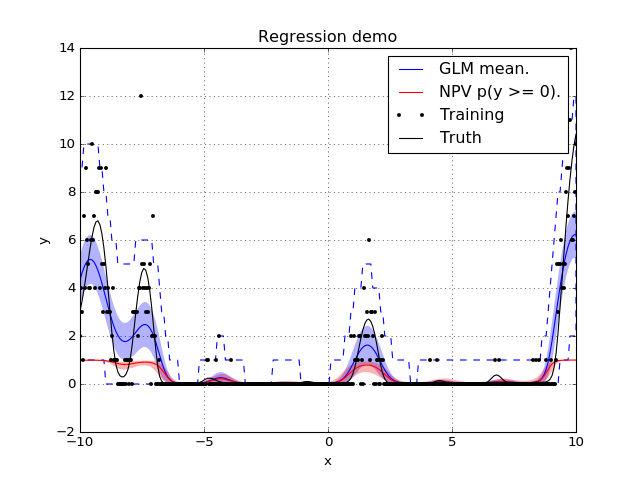 Regression demo
GLM mean.
NPV p(y >= 0).
Training
Truth
y
14
12
10
8
6
4
2
0
−2
−10
−5
0
5
10
x